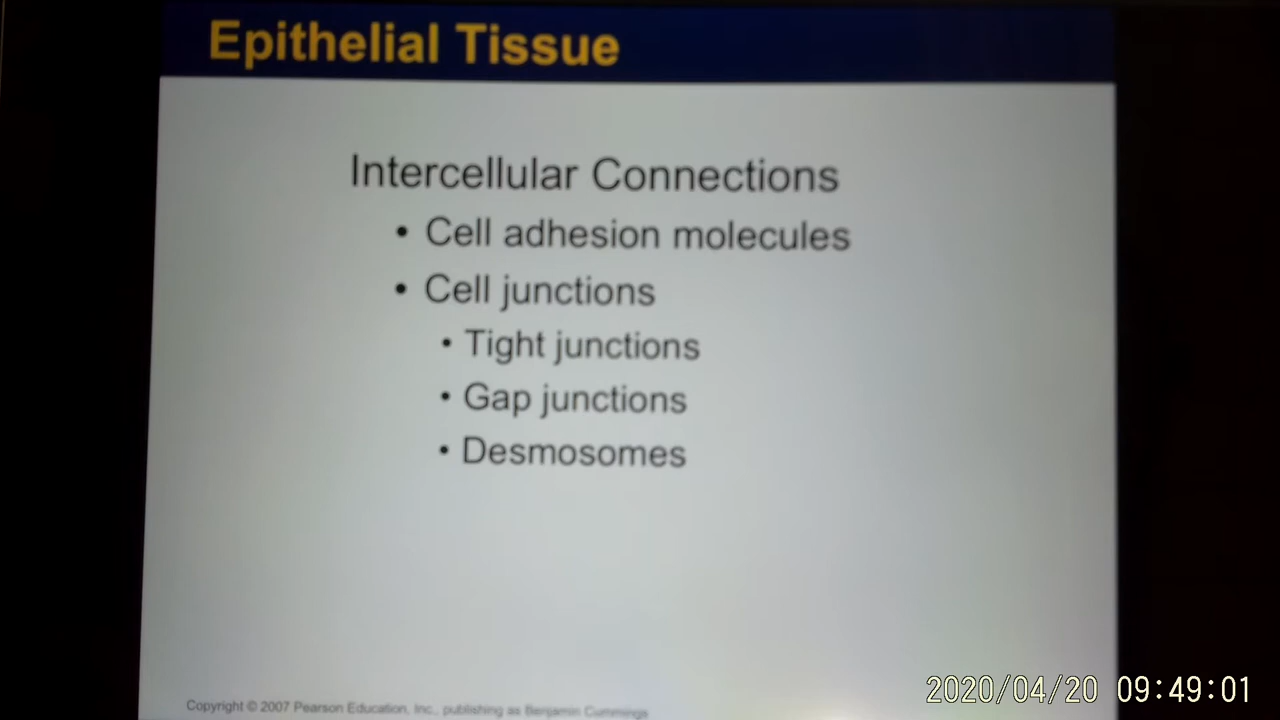 Epithelial Tissue
Intercellular Connections
• Cell adhesion molecules
• Cell junctions
• Tight junctions
• Gap junctions
• Desmosomes
Copyright © 2007 Pearson Education, Inc., publishing as Benjamin Cummings
2020/04/20 09:49:01